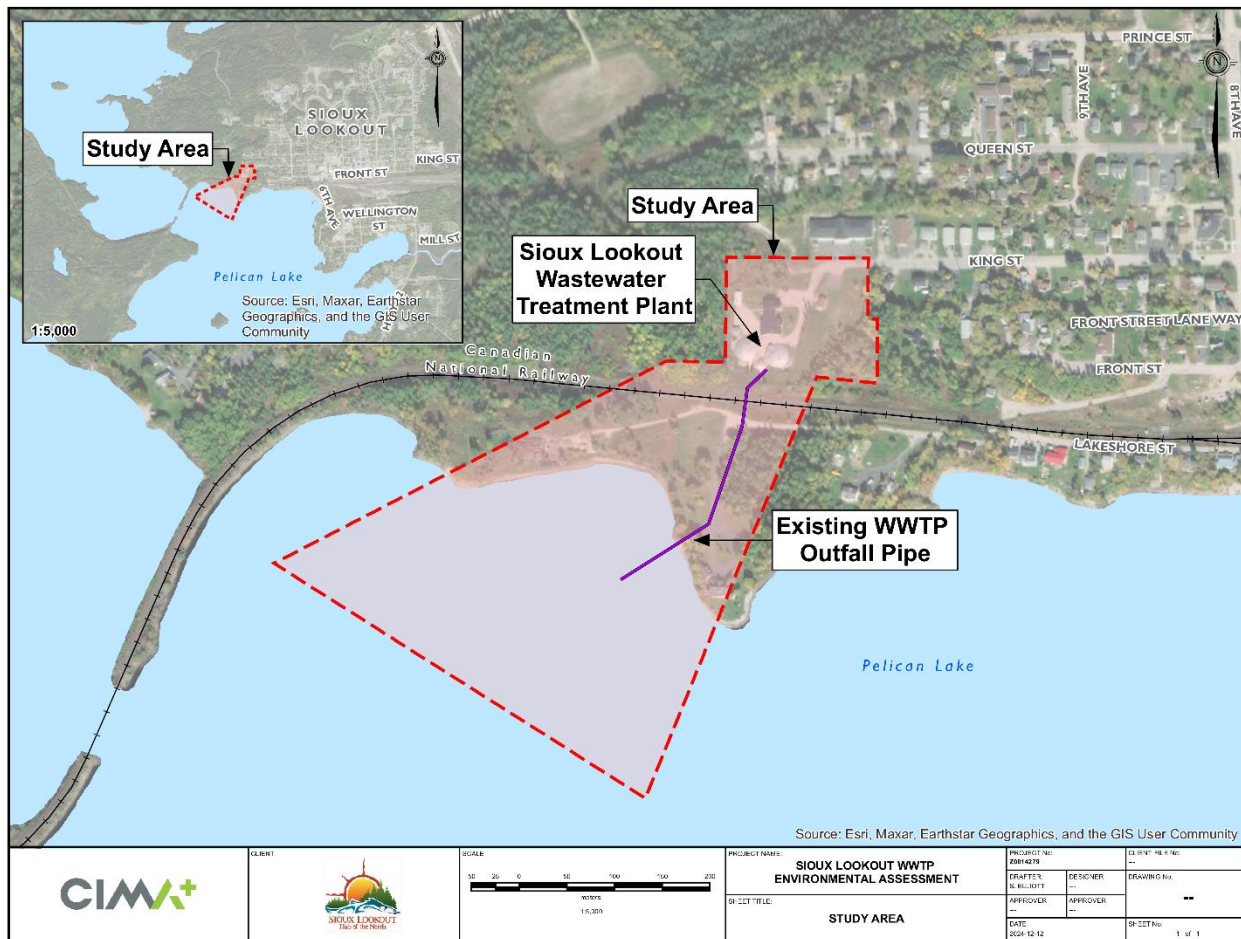 PRINCE ST
N
9TH AVE
8TH AVE
QUEEN ST
KING ST
FRONT STREET LANE WAY
FRONT ST
LAKESHORE ST
N
SIOUX
LOOKOUT
Study Area
KING ST
FRONT ST
6TH AVE
WELLINGTON
ST
MILL ST
Pelican Lake
Source: Esri, Maxar, Earthstar
Geographics, and the GIS User
Community
1:5,000
Study Area
Sioux Lookout
Wastewater
Treatment Plant
Canadian
National Railway
Existing WWTP
Outfall Pipe
Pelican Lake
Source: Esri, Maxar, Earthstar Geographics, and the GIS User Community
CIMA+
CLIENT
SIOUX LOOKOUT
Hub of the North
SCALE
50 25 0 50 100 150 200
meters
PROJECT NAME:
SIOUX LOOKOUT WWTP
ENVIRONMENTAL ASSESSMENT
SHEET TITLE:
STUDY AREA
PROJECT No:
Z0014279
CLIENT FILE No:
---
DRAFTER:
S. ELLIOTT
DESIGNER
---
DRAWING No.
--
APPROVER
---
APPROVER
---
DATE:
2024-12-12
SHEET No.
1 of 1